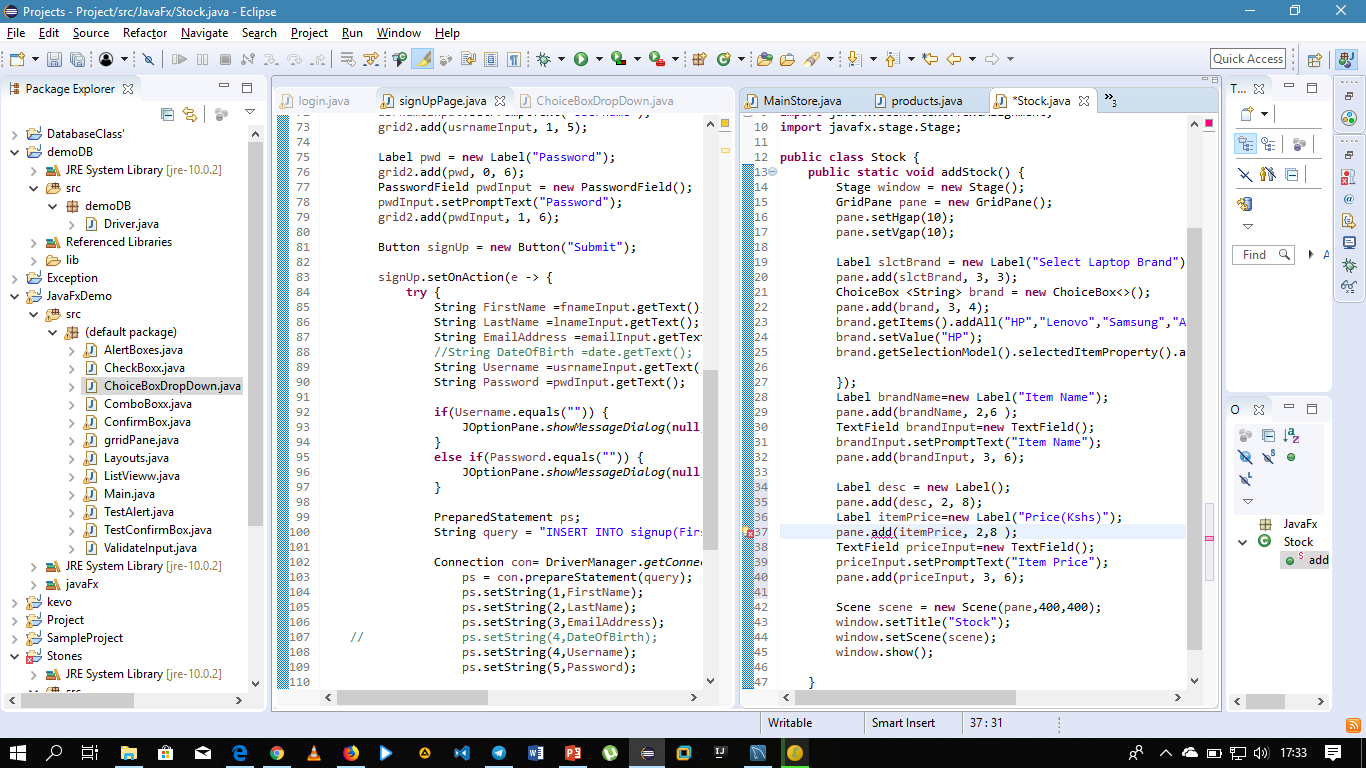 Projects - Project/src/JavaFx/Stock.java - Eclipse
File Edit Source Refactor Navigate Search Project Run Window Help
Quick Access
Package Explorer
DatabaseClass'
demoDB
JRE System Library [jre-10.0.2]
src
demoDB
Driver.java
Referenced Libraries
lib
Exception
JavaFxDemo
src
(default package)
AlertBoxes.java
CheckBoxx.java
ChoiceBoxDropDown.java
ComboBoxx.java
ConfirmBox.java
grridPane.java
Layouts.java
ListVieww.java
Main.java
TestAlert.java
TestConfirmBox.java
ValidateInput.java
JRE System Library [jre-10.0.2]
javaFx
kevo
Project
SampleProject
Stones
JRE System Library [jre-10.0.2]
login.java signUpPage.java ChoiceBoxDropDown.java
73 grid2.add(usrnameInput, 1, 5);
74
75 Label pwd = new Label("Password");
76 grid2.add(pwd, 0, 6);
77 PasswordField pwdInput = new PasswordField();
78 pwdInput.setPromptText("Password");
79 grid2.add(pwdInput, 1, 6);
80
81 Button signUp = new Button("Submit");
82
83 signUp.setOnAction(e -> {
84 try {
85 String FirstName =fnameInput.getText()
86 String LastName =lnameInput.getText();
87 String EmailAddress =emailInput.getTex
88 //String DateOfBirth =date.getText();
89 String Username =usrnameInput.getText(
90 String Password =pwdInput.getText();
91
92 if(Username.equals("")) {
93 JOptionPane.showMessageDialog(null,
94 }
95 else if(Password.equals("")) {
96 JOptionPane.showMessageDialog(null
97 }
98
99 PreparedStatement ps;
100 String query = "INSERT INTO signup(Firs
101
102 Connection con= DriverManager.getConne
103 ps = con.prepareStatement(query);
104 ps.setString(1,FirstName);
105 ps.setString(2,LastName);
106 ps.setString(3,EmailAddress);
107 // ps.setString(4,DateOfBirth);
108 ps.setString(4,Username);
109 ps.setString(5,Password);
110
MainStore.java products.java *Stock.java »3
10 import javafx.stage.Stage;
11
12 public class Stock {
13 public static void addStock() {
14 Stage window = new Stage();
15 GridPane pane = new GridPane();
16 pane.setHgap(10);
17 pane.setVgap(10);
18
19 Label slctBrand = new Label("Select Laptop Brand")
20 pane.add(slctBrand, 3, 3);
21 ChoiceBox <String> brand = new ChoiceBox<>();
22 pane.add(brand, 3, 4);
23 brand.getItems().addAll("HP","Lenovo","Samsung","A
24 brand.setValue("HP");
25 brand.getSelectionModel().selectedItemProperty().a
26
27 });
28 Label brandName=new Label("Item Name");
29 pane.add(brandName, 2,6 );
30 TextField brandInput=new TextField();
31 brandInput.setPromptText("Item Name");
32 pane.add(brandInput, 3, 6);
33
34 Label desc = new Label();
35 pane.add(desc, 2, 8);
36 Label itemPrice=new Label("Price(Kshs)");
37 pane.add(itemPrice, 2,8 );
38 TextField priceInput=new TextField();
39 priceInput.setPromptText("Item Price");
40 pane.add(priceInput, 3, 6);
41
42 Scene scene = new Scene(pane,400,400);
43 window.setTitle("Stock");
44 window.setScene(scene);
45 window.show();
46
47 }
T...
Find
A
O
JavaFx
Stock
add
Writable Smart Insert 37 : 31
17:33